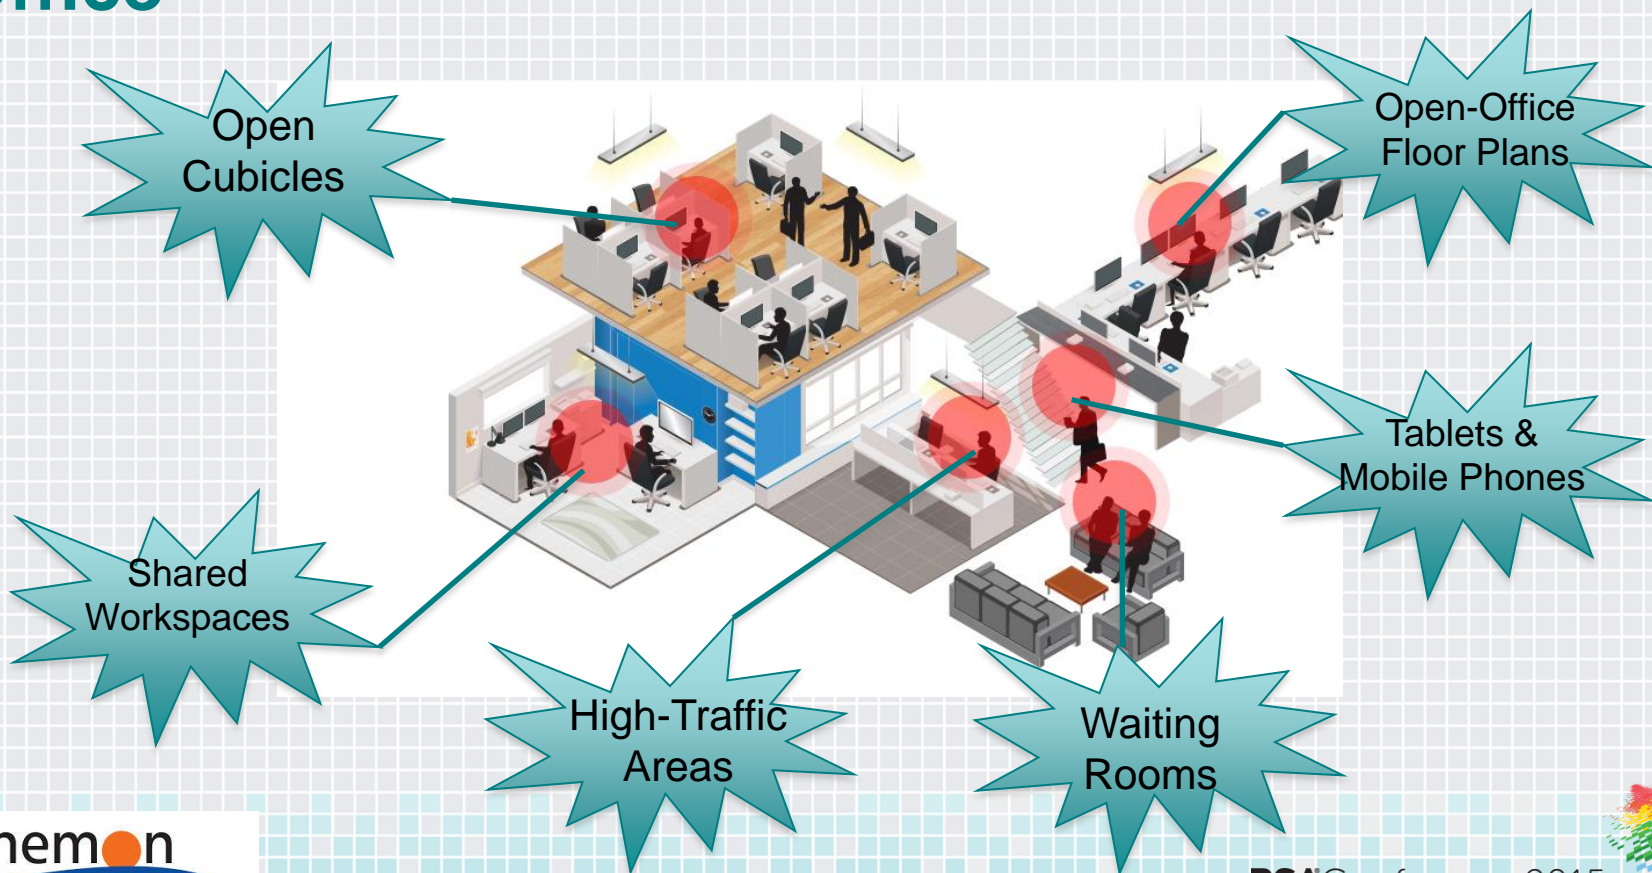 Open
Cubicles
Open-Office
Floor Plans
Tablets &
Mobile Phones
Shared
Workspaces
High-Traffic
Areas
Waiting
Rooms
nemon